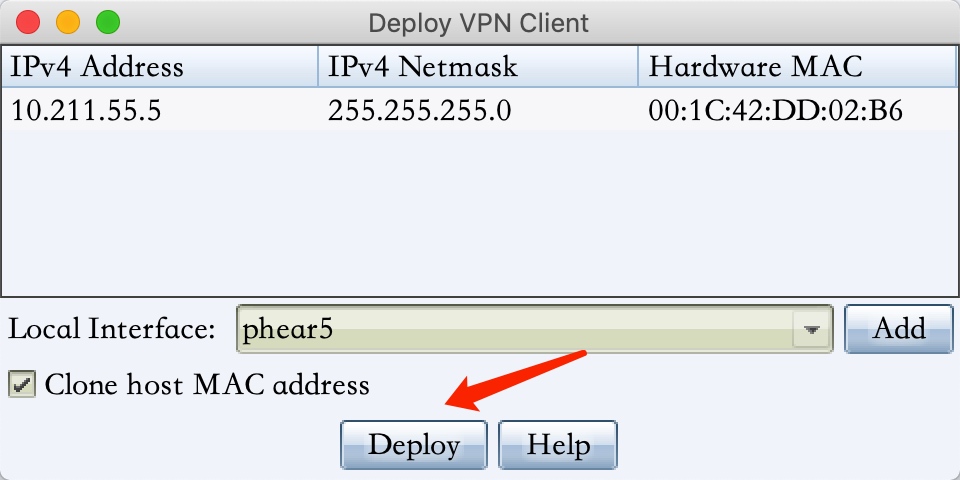 Deploy VPN Client
IPv4 Address IPv4 Netmask Hardware MAC
10.211.55.5 255.255.255.0 00:1C:42:DD:02:B6
Local Interface: phear5 Add
Clone host MAC address
Deploy Help